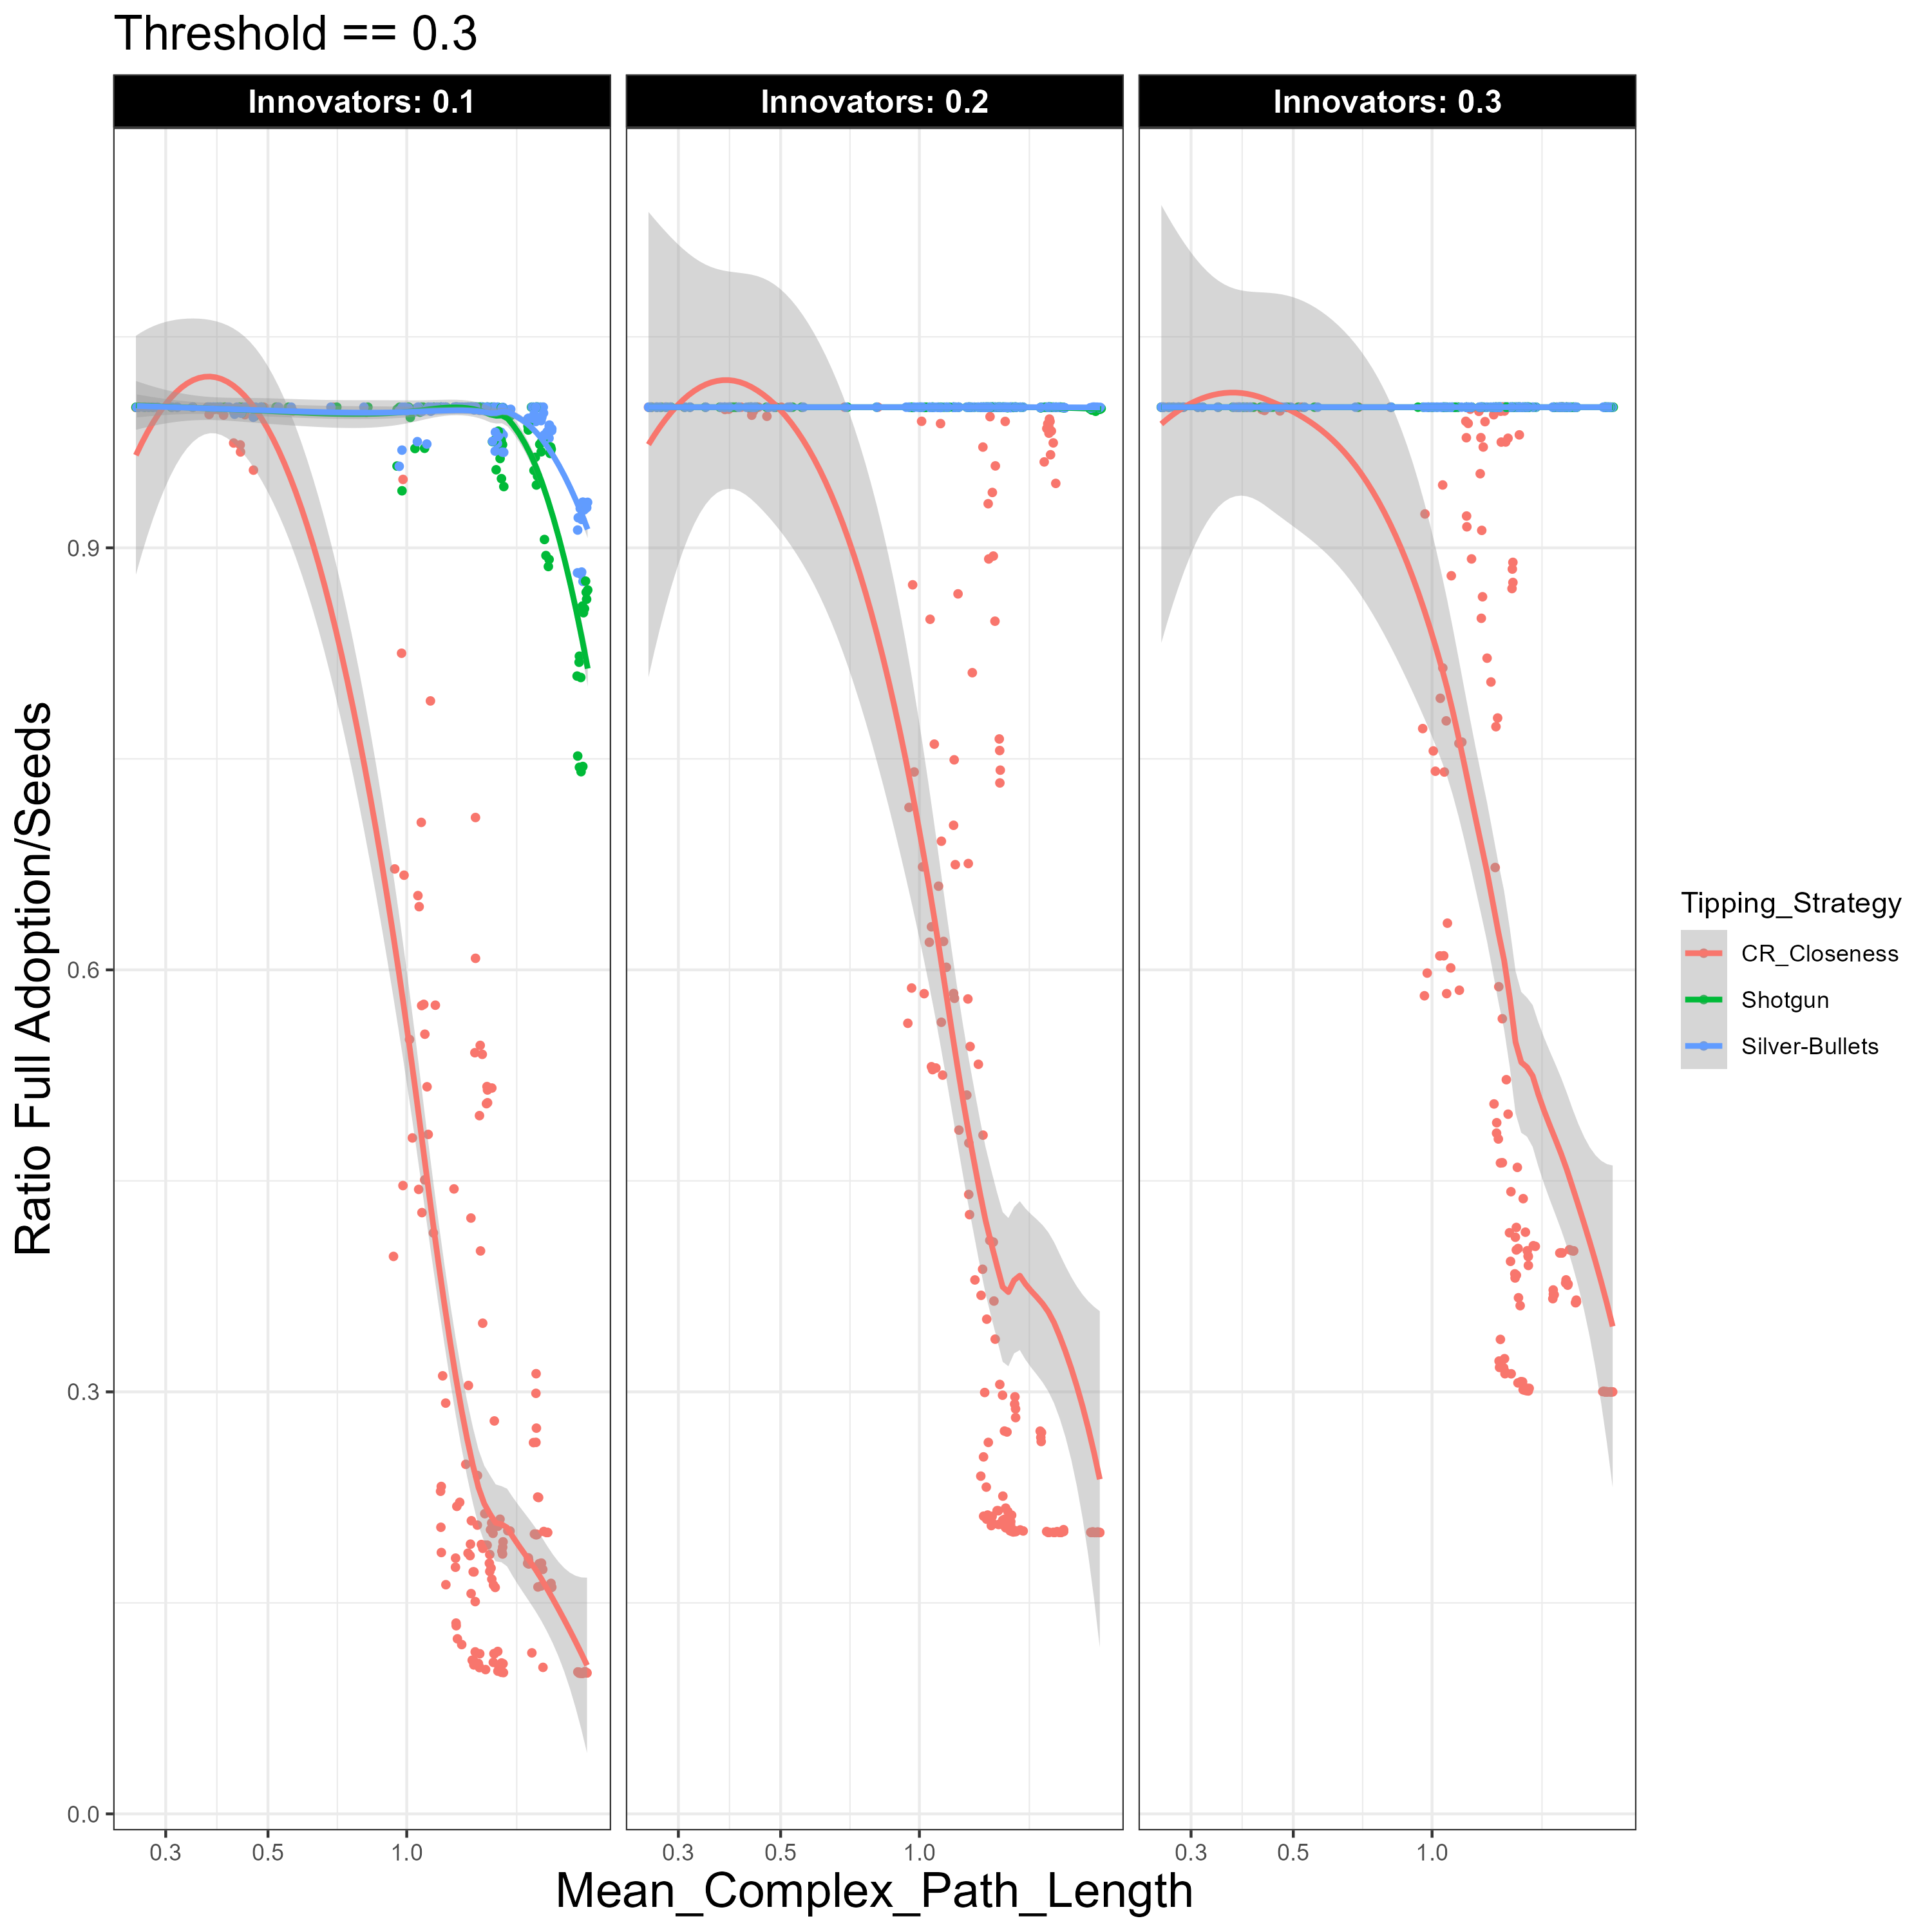 Threshold == 0.3
Innovators: 0.1
Innovators: 0.2
Innovators: 0.3
Ratio Full Adoption/Seeds
0.9
0.6
0.3
0.0
0.3 0.5 1.0
0.3 0.5 1.0
0.3 0.5 1.0
Mean_Complex_Path_Length
Tipping_Strategy
CR_Closeness
Shotgun
Silver-Bullets